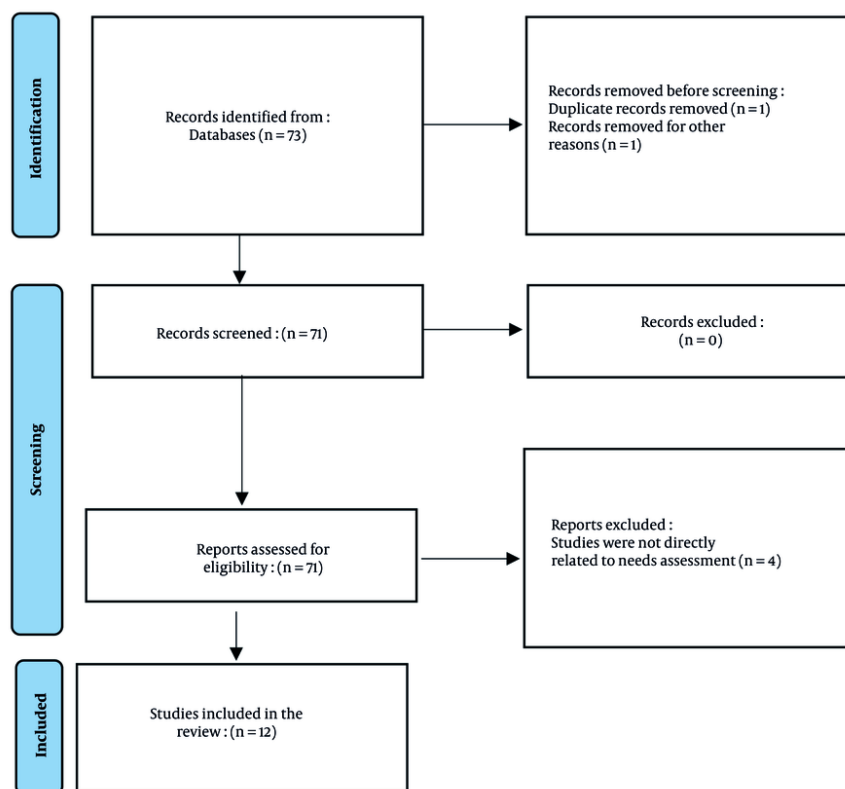 Identification
Records identified from :
Databases (n = 73)
Records removed before screening :
Duplicate records removed (n = 1)
Records removed for other
reasons (n = 1)
Screening
Records screened : (n = 71)
Records excluded :
(n = 0)
Reports assessed for
eligibility : (n = 71)
Reports excluded :
Studies were not directly
related to needs assessment (n = 4)
Included
Studies included in the
review : (n = 12)